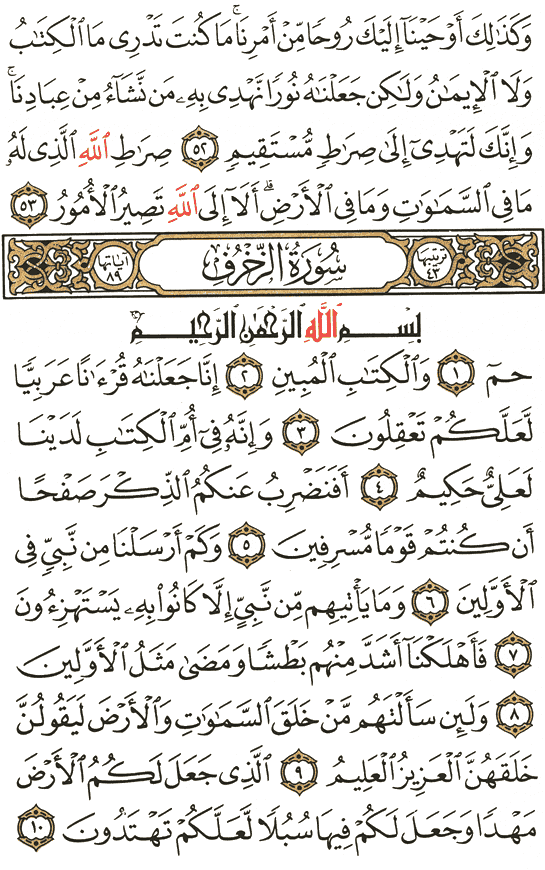 وَكَذَٰلِكَ أَوْحَيْنَآ إِلَيْكَ رُوحًا مِّنْ أَمْرِنَا ۚ مَا كُنتَ تَدْرِى مَا ٱلْكِتَٰبُ
وَلَا ٱلْإِيمَٰنُ وَلَٰكِن جَعَلْنَٰهُ نُورًا نَّهْدِى بِهِۦ مَن نَّشَآءُ مِنْ عِبَادِنَا ۚ
وَإِنَّكَ لَتَهْدِىٓ إِلَىٰ صِرَٰطٍ مُّسْتَقِيمٍ ٥٢ صِرَٰطِ ٱللَّهِ ٱلَّذِى لَهُۥ
مَا فِى ٱلسَّمَٰوَٰتِ وَمَا فِى ٱلْأَرْضِ ۗ أَلَآ إِلَى ٱللَّهِ تَصِيرُ ٱلْأُمُورُ ٥٣
ترتيبها ٤٣ سُورَةُ الزُّخْرُفِ آياتها ٨٩
بِسْمِ ٱللَّهِ ٱلرَّحْمَٰنِ ٱلرَّحِيمِ
حمٓ ١ وَٱلْكِتَٰبِ ٱلْمُبِينِ ٢ إِنَّا جَعَلْنَٰهُ قُرْءَٰنًا عَرَبِيًّا
لَّعَلَّكُمْ تَعْقِلُونَ ٣ وَإِنَّهُۥ فِىٓ أُمِّ ٱلْكِتَٰبِ لَدَيْنَا
لَعَلِىٌّ حَكِيمٌ ٤ أَفَنَضْرِبُ عَنكُمُ ٱلذِّكْرَ صَفْحًا
أَن كُنتُمْ قَوْمًا مُّسْرِفِينَ ٥ وَكَمْ أَرْسَلْنَا مِن نَّبِىٍّ فِى
ٱلْأَوَّلِينَ ٦ وَمَا يَأْتِيهِم مِّن نَّبِىٍّ إِلَّا كَانُوا۟ بِهِۦ يَسْتَهْزِءُونَ
٧ فَأَهْلَكْنَآ أَشَدَّ مِنْهُم بَطْشًا وَمَضَىٰ مَثَلُ ٱلْأَوَّلِينَ
٨ وَلَئِن سَأَلْتَهُم مَّنْ خَلَقَ ٱلسَّمَٰوَٰتِ وَٱلْأَرْضَ لَيَقُولُنَّ
خَلَقَهُنَّ ٱلْعَزِيزُ ٱلْعَلِيمُ ٩ ٱلَّذِى جَعَلَ لَكُمُ ٱلْأَرْضَ
مَهْدًا وَجَعَلَ لَكُمْ فِيهَا سُبُلًا لَّعَلَّكُمْ تَهْتَدُونَ ١٠